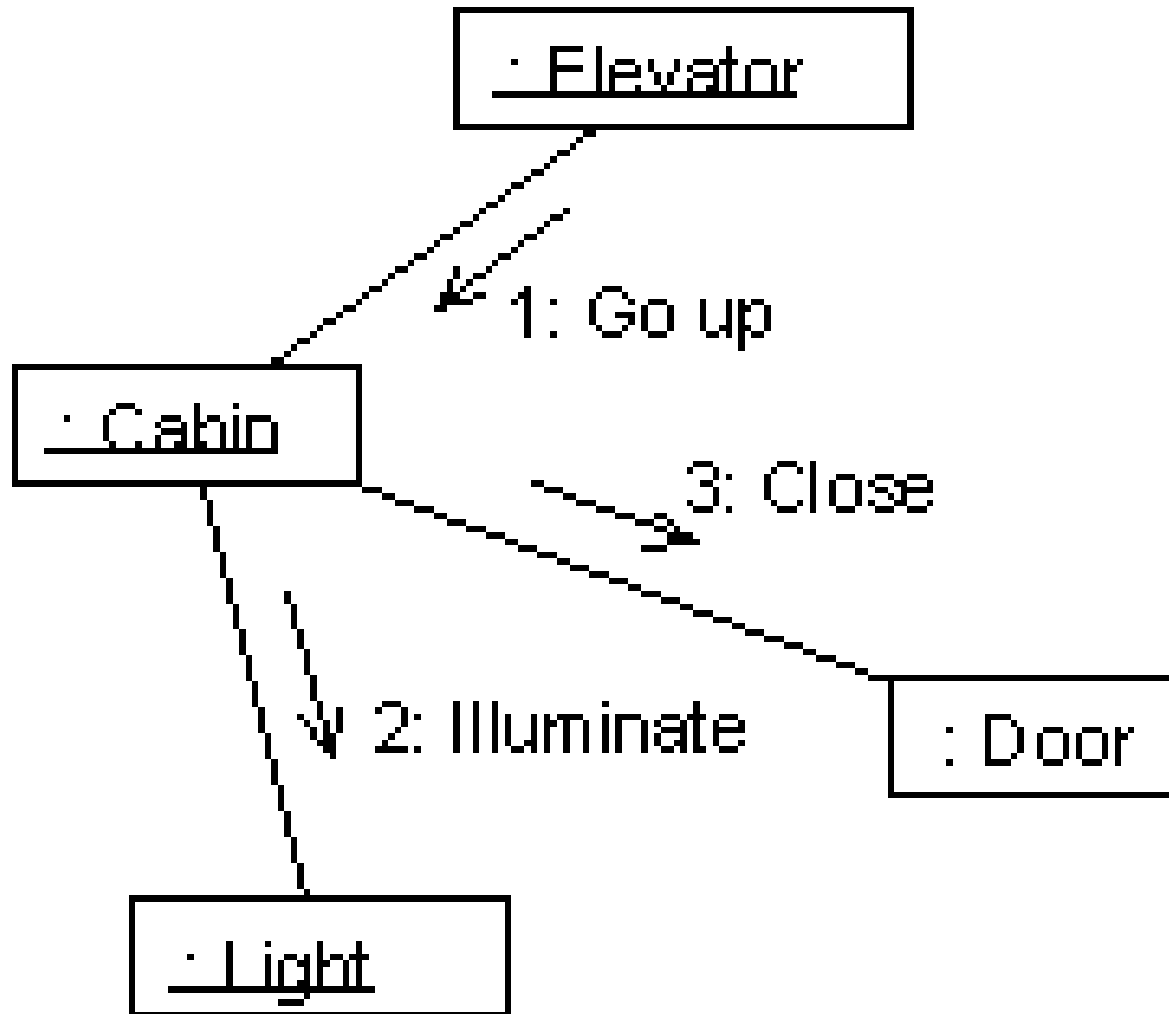 : Elevator
1: Go up
: Cabin
3: Close
2: Illuminate
: Door
: Light